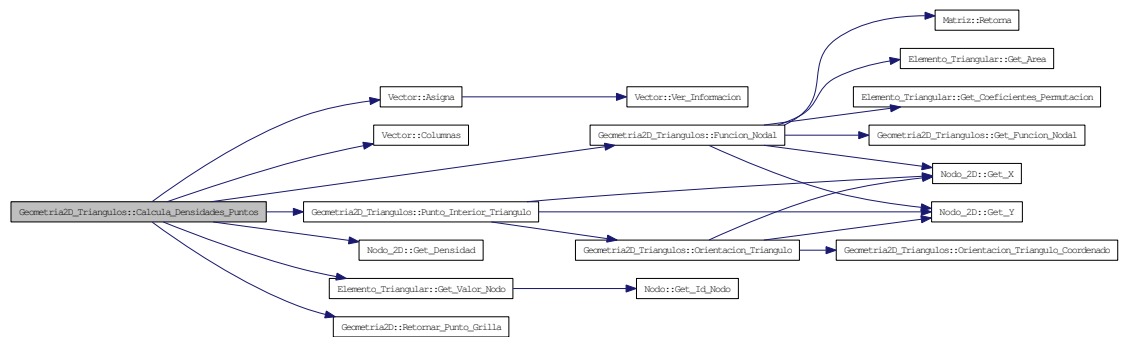 Matriz::Retorna
Elemento_Triangular::Get_Area
Vector::Asigna
Vector::Ver_Informacion
Elemento_Triangular::Get_Coeficientes_Permutacion
Vector::Columnas
Geometria2D_Triangulos::Funcion_Nodal
Geometria2D_Triangulos::Get_Funcion_Nodal
Nodo_2D::Get_X
Geometria2D_Triangulos::Calcula_Densidades_Puntos
Geometria2D_Triangulos::Punto_Interior_Triangulo
Nodo_2D::Get_Y
Nodo_2D::Get_Densidad
Geometria2D_Triangulos::Orientacion_Triangulo
Geometria2D_Triangulos::Orientacion_Triangulo_Coordenado
Elemento_Triangular::Get_Valor_Nodo
Nodo::Get_Id_Nodo
Geometria2D::Retornar_Punto_Grilla